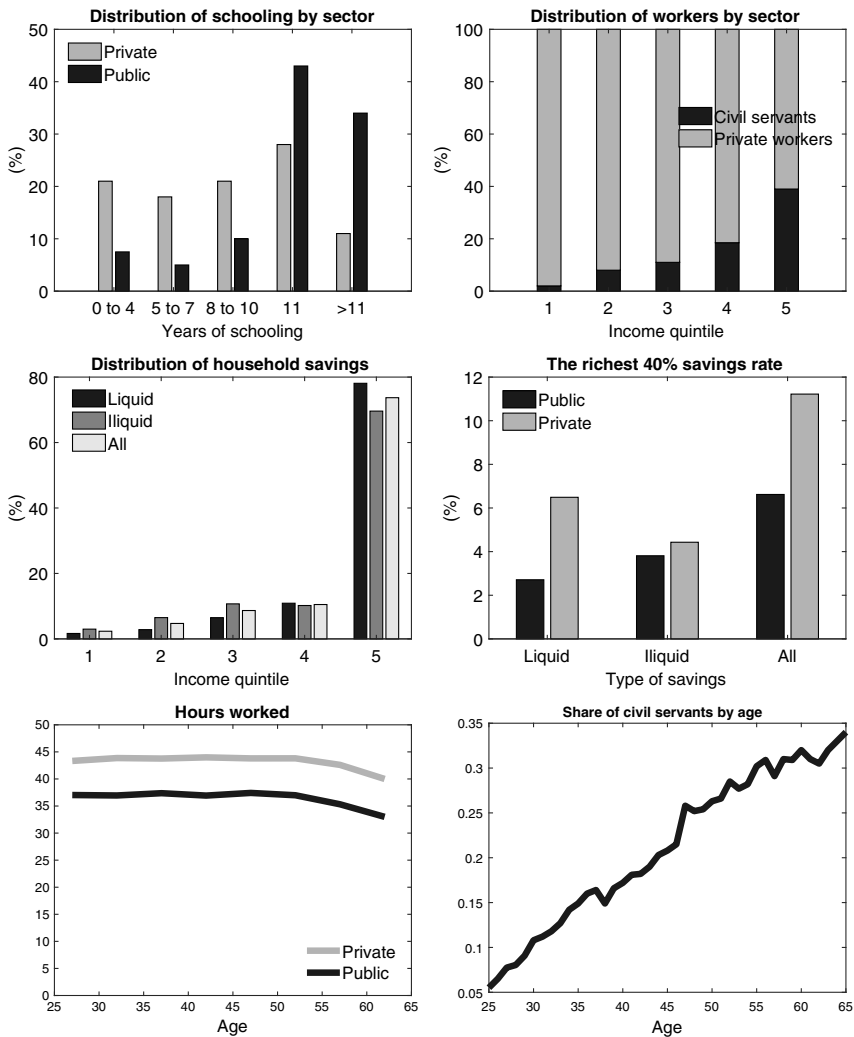 Distribution of schooling by sector
50
40
30
20
10
0
(%)
Private
Public
0 to 4 5 to 7 8 to 10 11 >11
Years of schooling
Distribution of workers by sector
100
80
60
40
20
0
(%)
Civil servants
Private workers
1 2 3 4 5
Income quintile
Distribution of household savings
80
60
40
20
0
(%)
Liquid
Iliquid
All
1 2 3 4 5
Income quintile
The richest 40% savings rate
12
10
8
6
4
2
0
(%)
Public
Private
Liquid Iliquid All
Type of savings
Hours worked
50
45
40
35
30
25
20
15
10
5
0
Private
Public
25 30 35 40 45 50 55 60 65
Age
Share of civil servants by age
0.35
0.3
0.25
0.2
0.15
0.1
0.05
25 30 35 40 45 50 55 60 65
Age